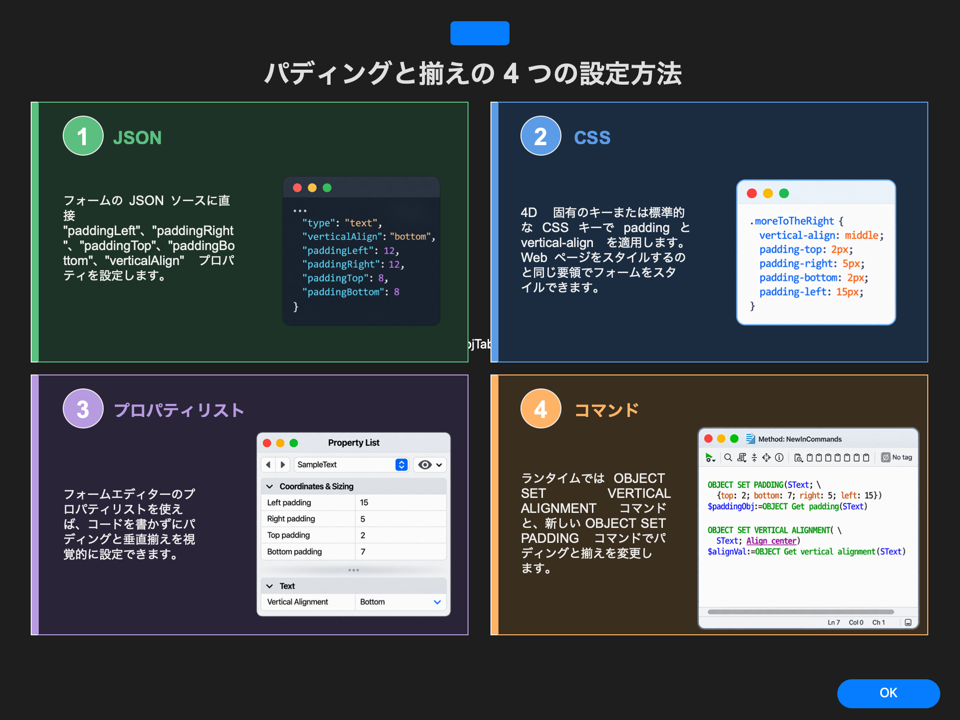 パディングと揃えの 4 つの設定方法
1 JSON
フォームの JSON ソースに直
接
"paddingLeft"、"paddingRight
"、"paddingTop"、"paddingBo
ttom"、"verticalAlign" プロパ
ティを設定します。
...
"type": "text",
"verticalAlign":"bottom",
"paddingLeft": 12,
"paddingRight": 12,
"paddingTop": 8,
"paddingBottom": 8
}
2 CSS
4D 固有のキーまたは標準的
な CSS キーで padding と
vertical-align を適用します。
Web ページをスタイルするの
と同じ要領でフォームをスタ
イルできます。
.moreToTheRight {
vertical-align: middle;
padding-top: 2px;
padding-right: 5px;
padding-bottom: 2px;
padding-left: 15px;
}
3 プロパティリスト
フォームエディターのプ
ロパティリストを使え
ば、コードを書かずにパ
ディングと垂直揃えを視
覚的に設定できます。
Property List
SampleText
Coordinates & Sizing
Left padding 15
Right padding 5
Top padding 2
Bottom padding 7
Text
Vertical Alignment Bottom
4 コマンド
ランタイムでは OBJECT
SET VERTICAL
ALIGNMENT コマンド
と、新しい OBJECT SET
PADDING コマンドでパ
ディングと揃えを変更し
ます。
Method: NewInCommands
No tag
OBJECT SET PADDING(SText; \
{top: 2; bottom: 7; right: 5; left: 15})
$paddingObj:=OBJECT Get padding(SText)
OBJECT SET VERTICAL ALIGNMENT( \
SText; Align center)
$alignVal:=OBJECT Get vertical alignment(SText)
Ln 7 Col 0 Ch 1
OK